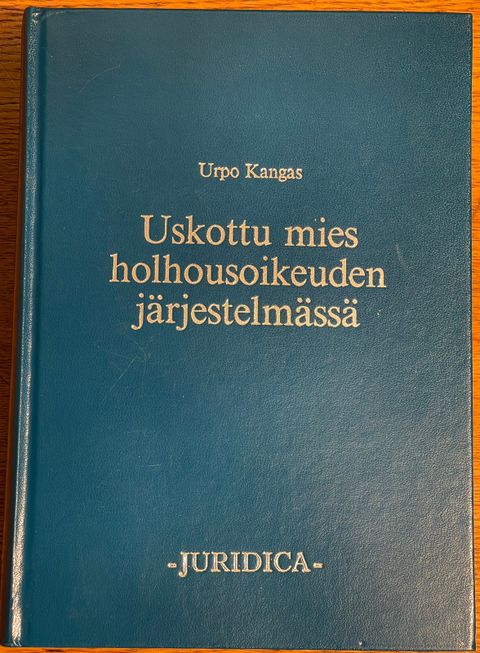 Urpo Kangas
Uskottu mies
holhousoikeuden
järjestelmässä
-JURIDICA-